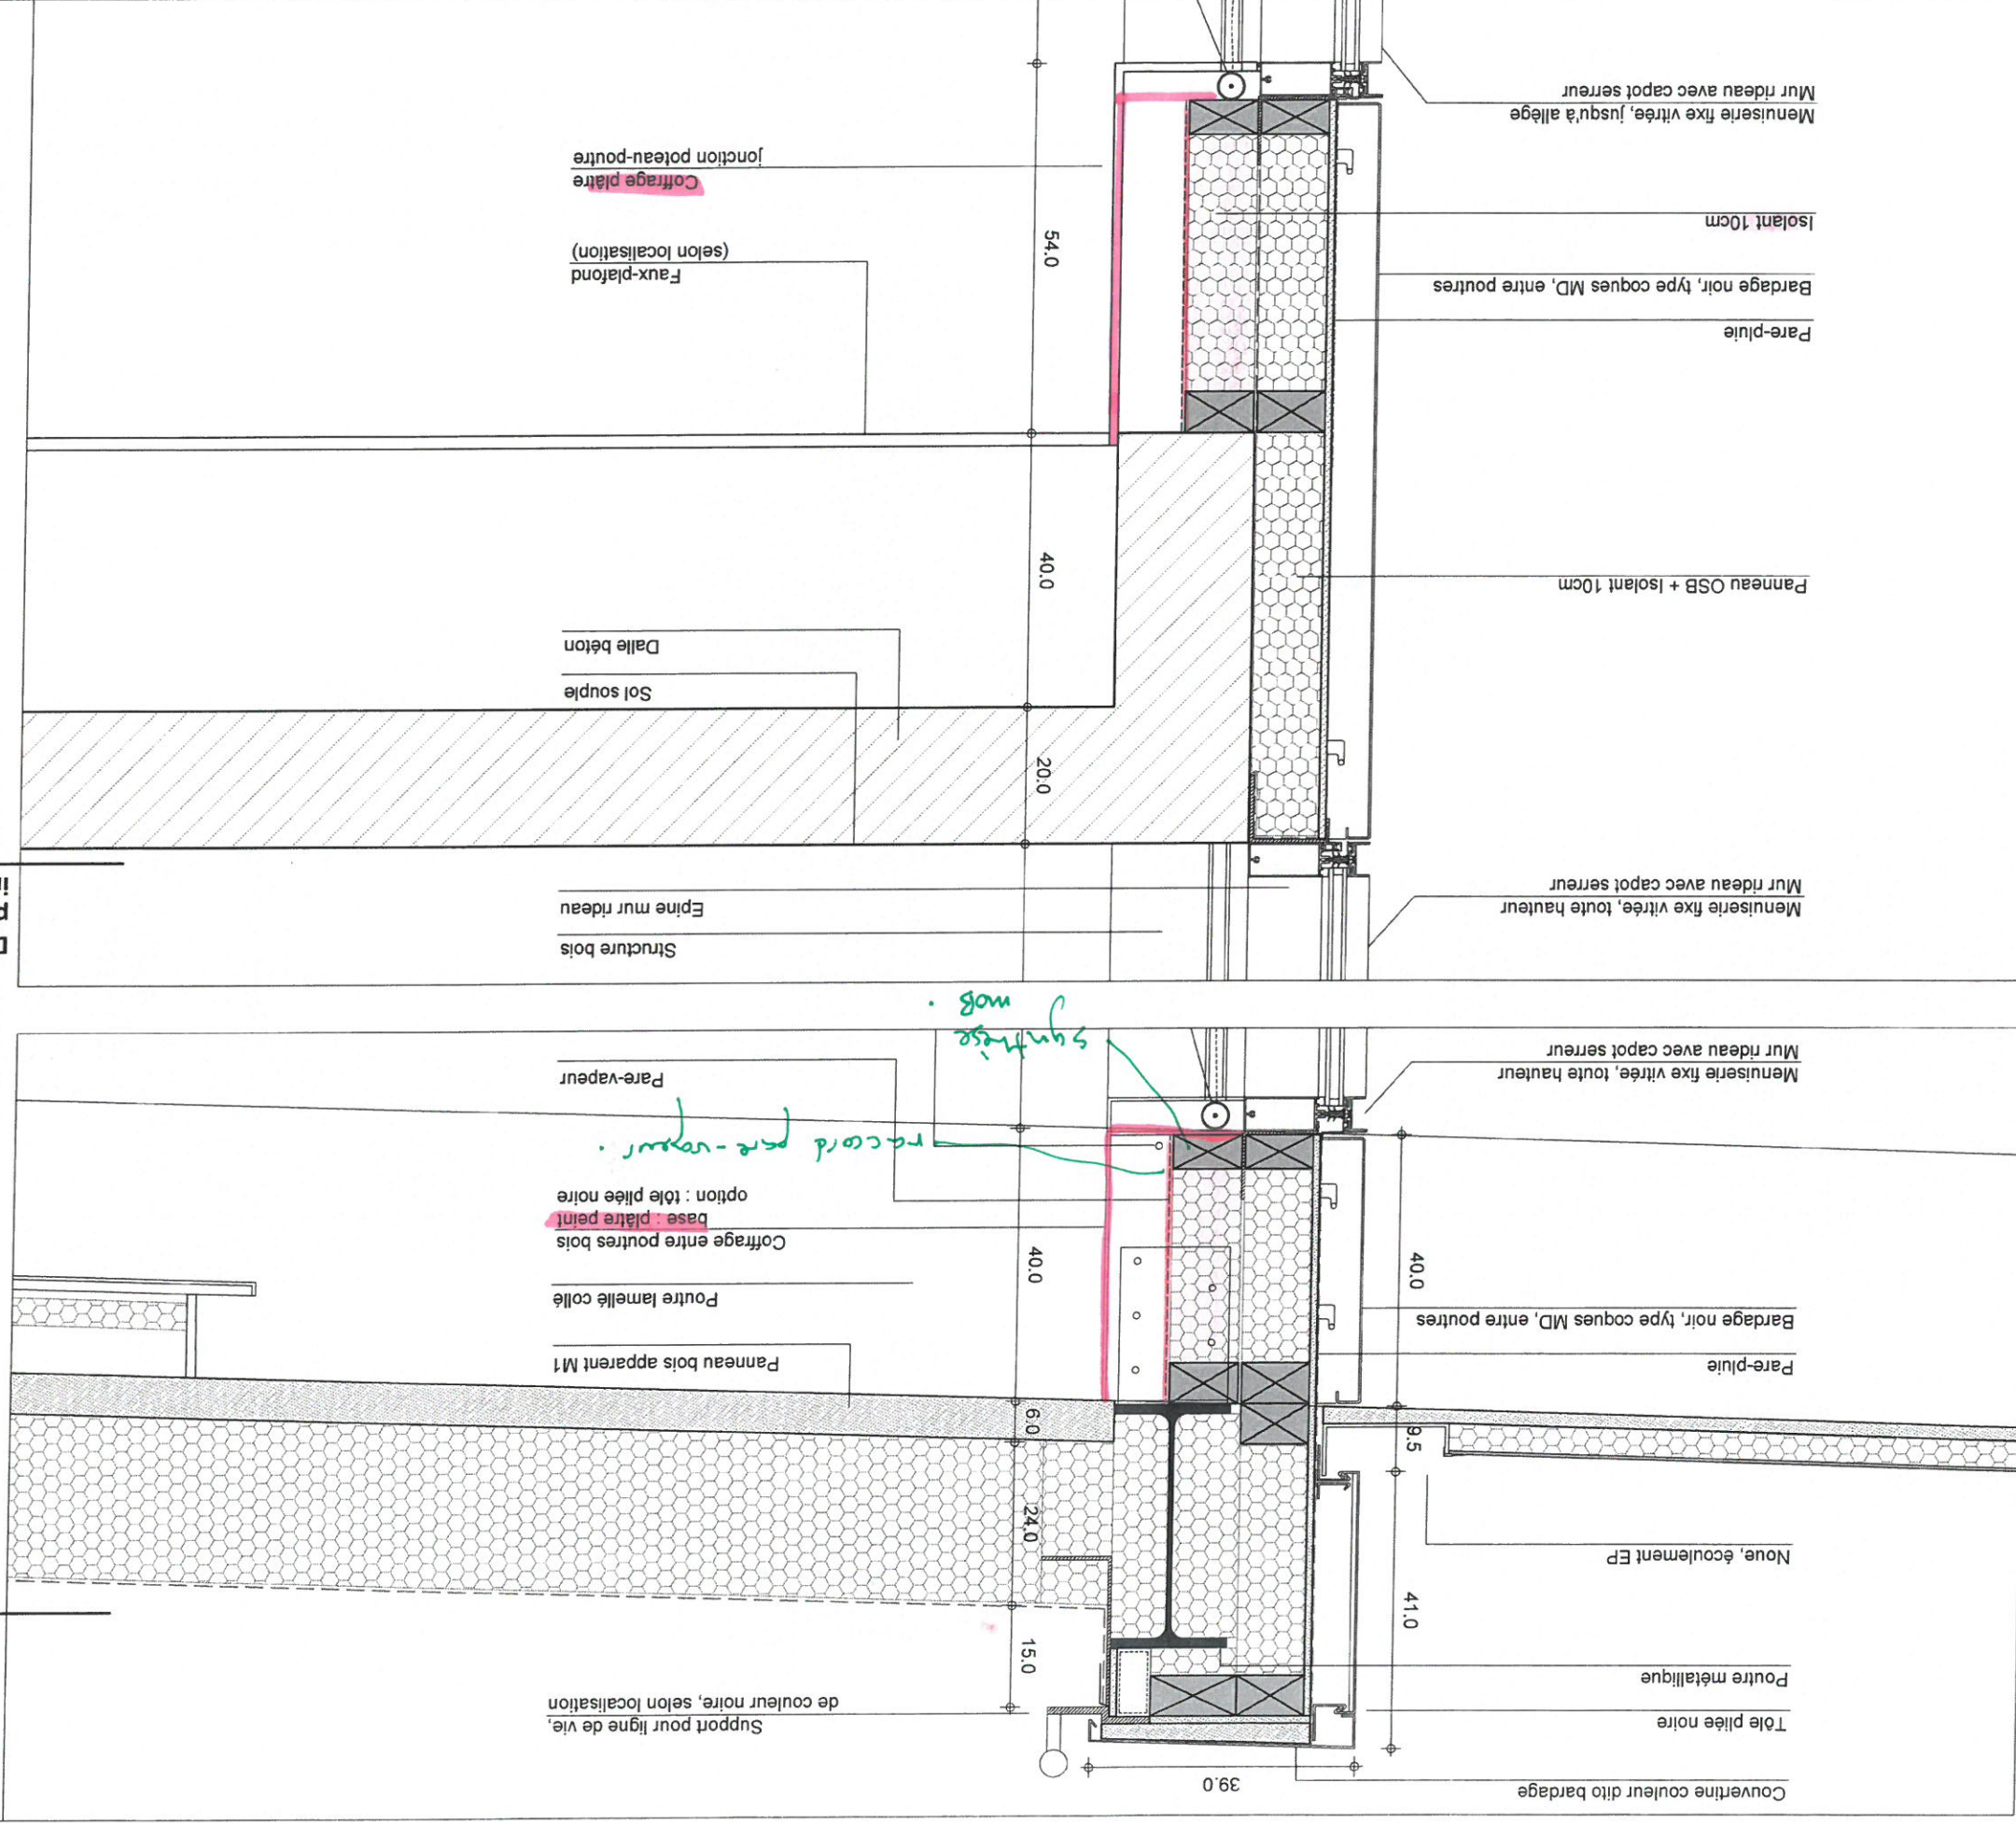 Couvertine couleur dito bardage
39.0
Tôle pliée noire
Poutre métallique
Support pour ligne de vie,
de couleur noire, selon localisation
15.0
41.0
Noue, écoulement EP
24.0
9.5
6.0
Pare-pluie
Bardage noir, type coques MD, entre poutres
40.0
40.0
Panneau bois apparent M1
Poutre lamellé collé
Coffrage entre poutres bois
base : plâtre peint
option : tôle pliée noire
raccord pare-vapeur.
Pare-vapeur
Menuiserie fixe vitrée, toute hauteur
Mur rideau avec capot serreur
synthèse
MOB.
Structure bois
Epine mur rideau
Menuiserie fixe vitrée, toute hauteur
Mur rideau avec capot serreur
20.0
Sol souple
Dalle béton
40.0
Panneau OSB + Isolant 10cm
Pare-pluie
Bardage noir, type coques MD, entre poutres
Isolant 10cm
54.0
Faux-plafond
(selon localisation)
Coffrage plâtre
jonction poteau-poutre
Menuiserie fixe vitrée, jusqu'à allège
Mur rideau avec capot serreur